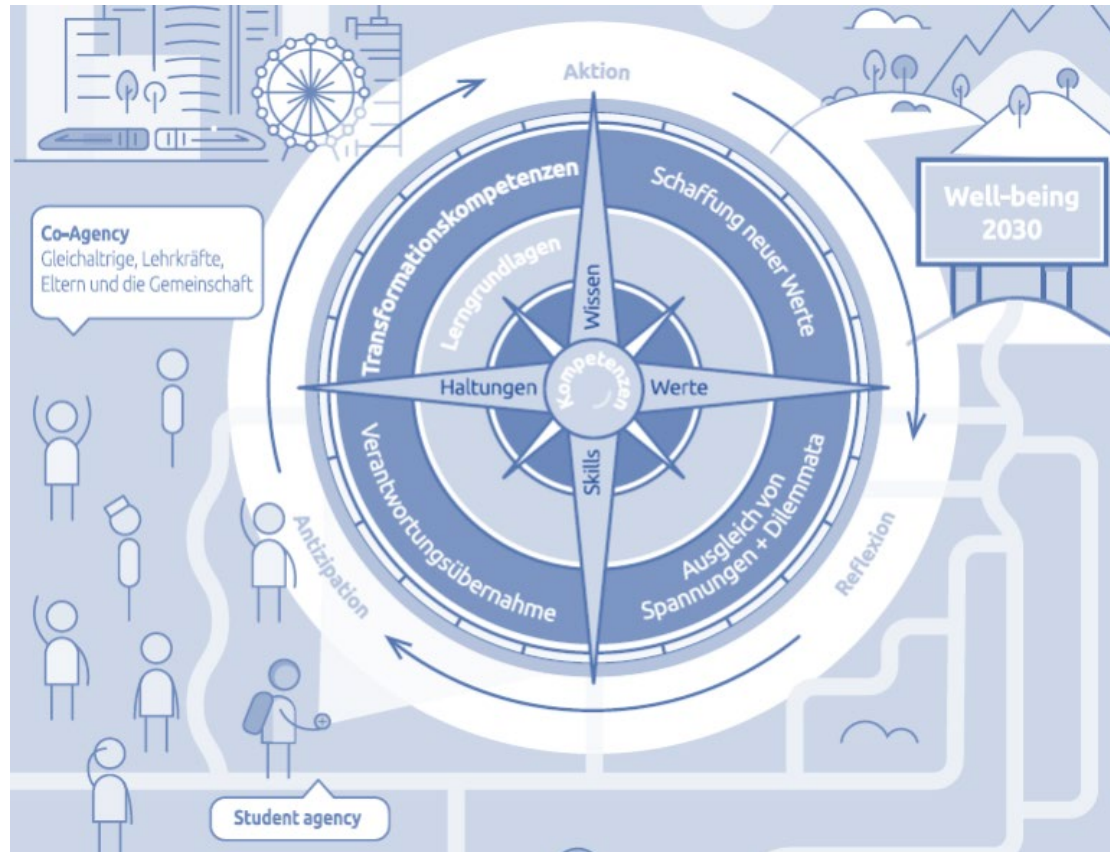 Aktion
Transformationskompetenzen
Schaffung neuer Werte
Well-being
2030
Co-Agency
Gleichaltrige, Lehrkräfte,
Eltern und die Gemeinschaft
Lerngrundlagen
Wissen
Haltungen
Kompetenzen
Werte
Skills
Verantwortungsübernahme
Ausgleich von
Spannungen + Dilemmata
Antizipation
Reflexion
Student agency